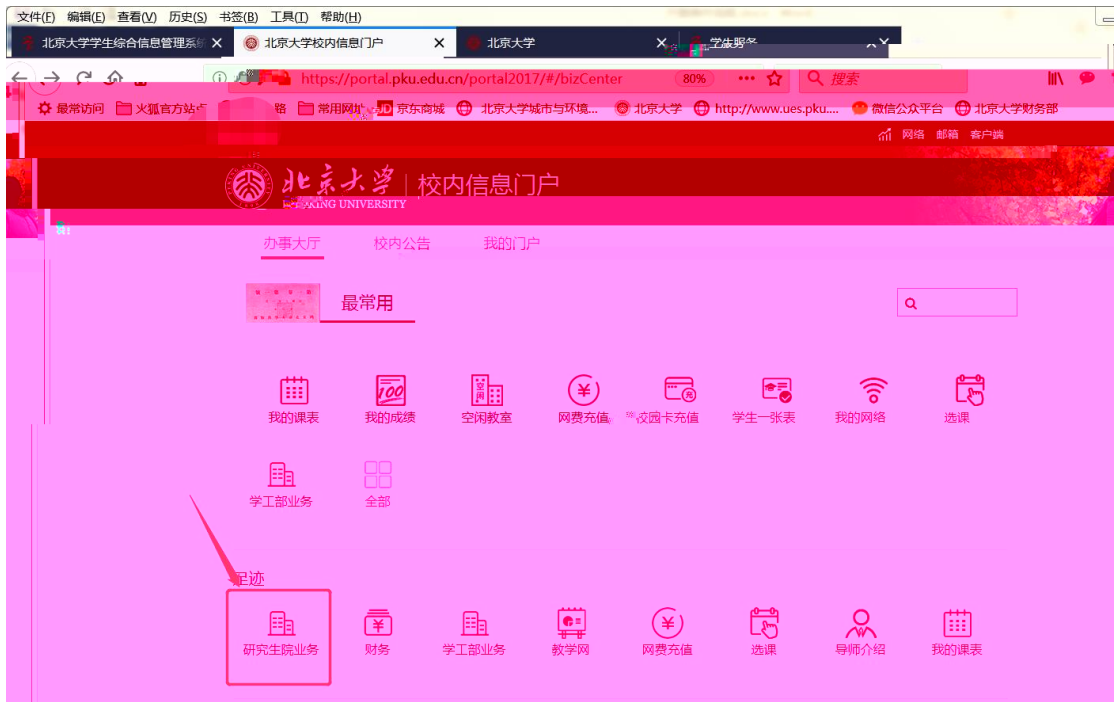 文件(F) 编辑(E) 查看(V) 历史(S) 书签(B) 工具(T) 帮助(H)
北京大学学生综合信息管理系统 北京大学校内信息门户 北京大学 学生服务
https://portal.pku.edu.cn/portal2017/#/bizCenter 80% 搜索
最常访问 火狐官方站点 常用网址 京东商城 北京大学城市与环境... 北京大学 http://www.ues.pku.... 微信公众平台 北京大学财务部
网络 邮箱 客户端
北京大学 校内信息门户
PEKING UNIVERSITY
办事大厅 校内公告 我的门户
最常用
我的课表 我的成绩 空闲教室 网费充值 校园卡充值 学生一张表 我的网络 选课
学工部业务 全部
足迹
研究生院业务 财务 学工部业务 教学网 网费充值 选课 导师介绍 我的课表